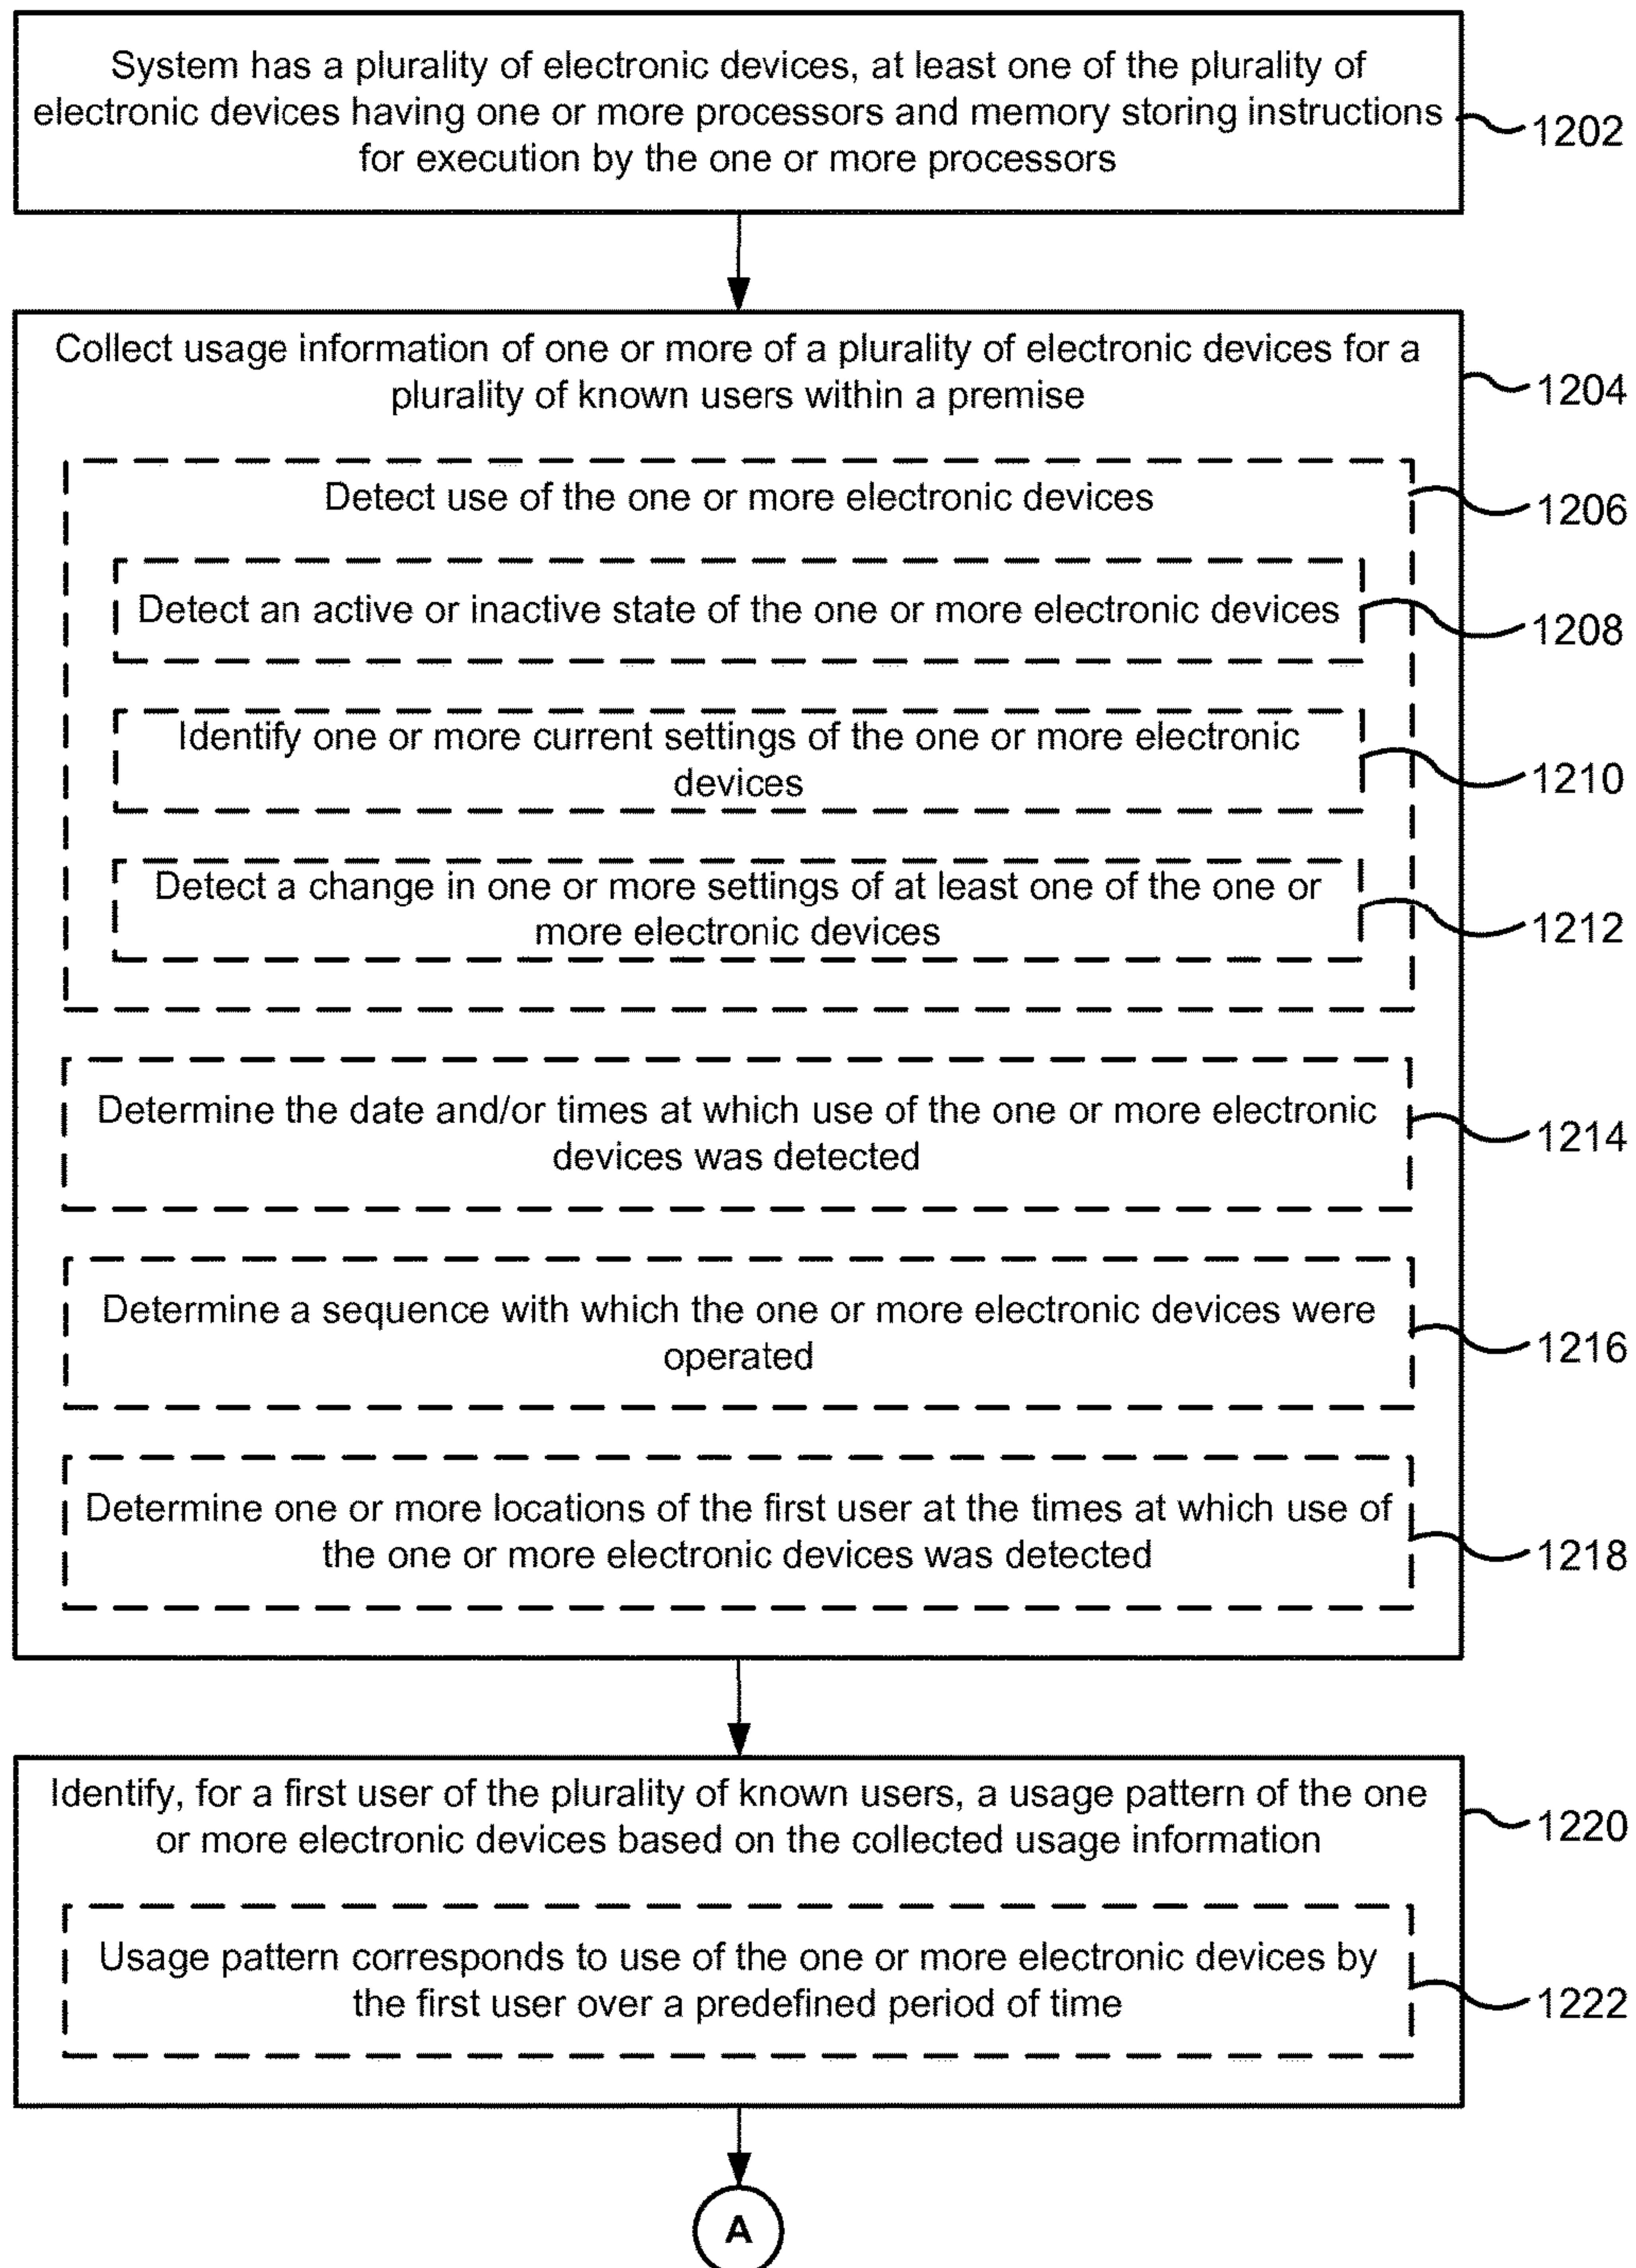 System has a plurality of electronic devices, at least one of the plurality of
electronic devices having one or more processors and memory storing instructions
for execution by the one or more processors
1202
Collect usage information of one or more of a plurality of electronic devices for a
plurality of known users within a premise
1204
Detect use of the one or more electronic devices
1206
Detect an active or inactive state of the one or more electronic devices
1208
Identify one or more current settings of the one or more electronic
devices
1210
Detect a change in one or more settings of at least one of the one or
more electronic devices
1212
Determine the date and/or times at which use of the one or more electronic
devices was detected
1214
Determine a sequence with which the one or more electronic devices were
operated
1216
Determine one or more locations of the first user at the times at which use of
the one or more electronic devices was detected
1218
Identify, for a first user of the plurality of known users, a usage pattern of the one
or more electronic devices based on the collected usage information
1220
Usage pattern corresponds to use of the one or more electronic devices by
the first user over a predefined period of time
1222
A